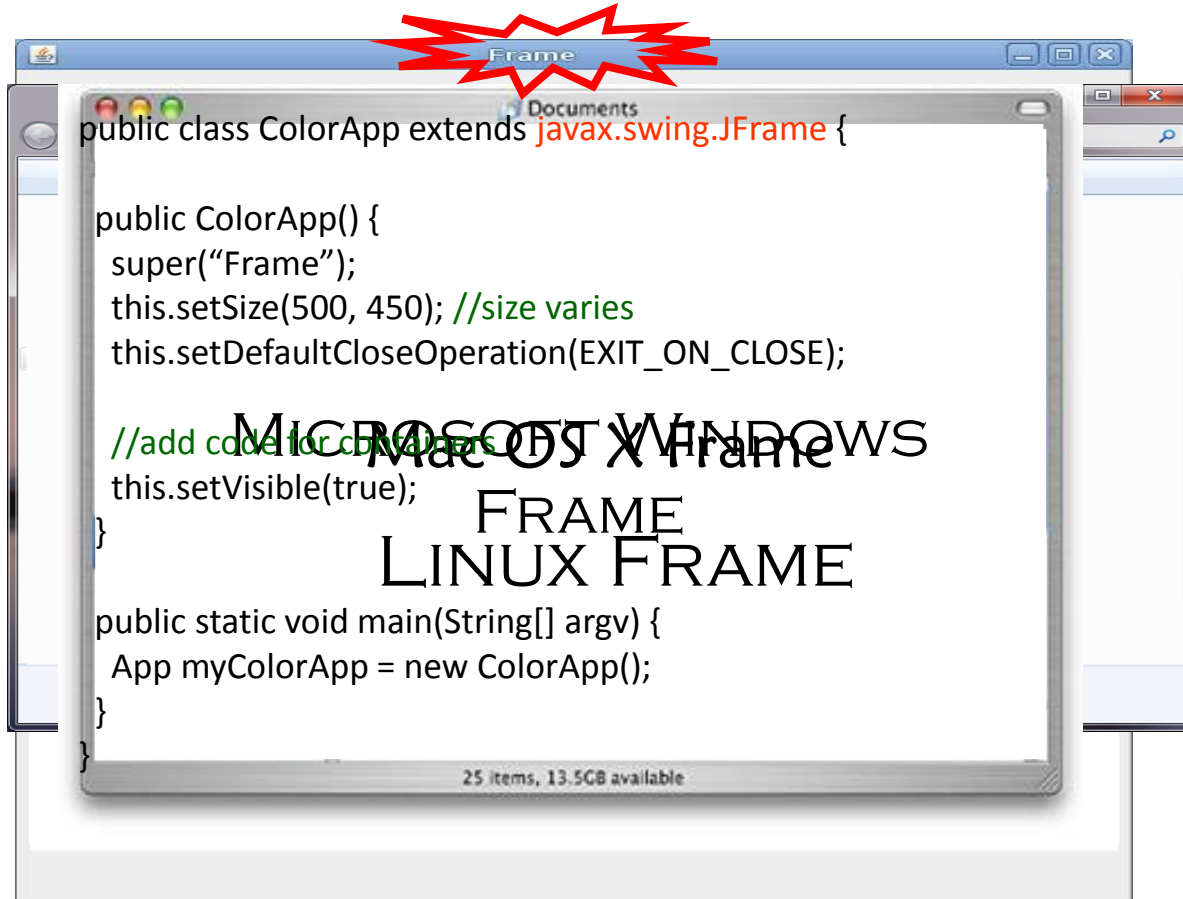 Frame
Documents
public class ColorApp extends javax.swing.JFrame {
public ColorApp() {
super(“Frame”);
this.setSize(500, 450); //size varies
this.setDefaultCloseOperation(EXIT_ON_CLOSE);
//add code for containers
Microsoft Windows
Frame
Mac OS X Frame
this.setVisible(true);
}
Linux Frame
public static void main(String[] argv) {
App myColorApp = new ColorApp();
}
}
25 items, 13.5GB available